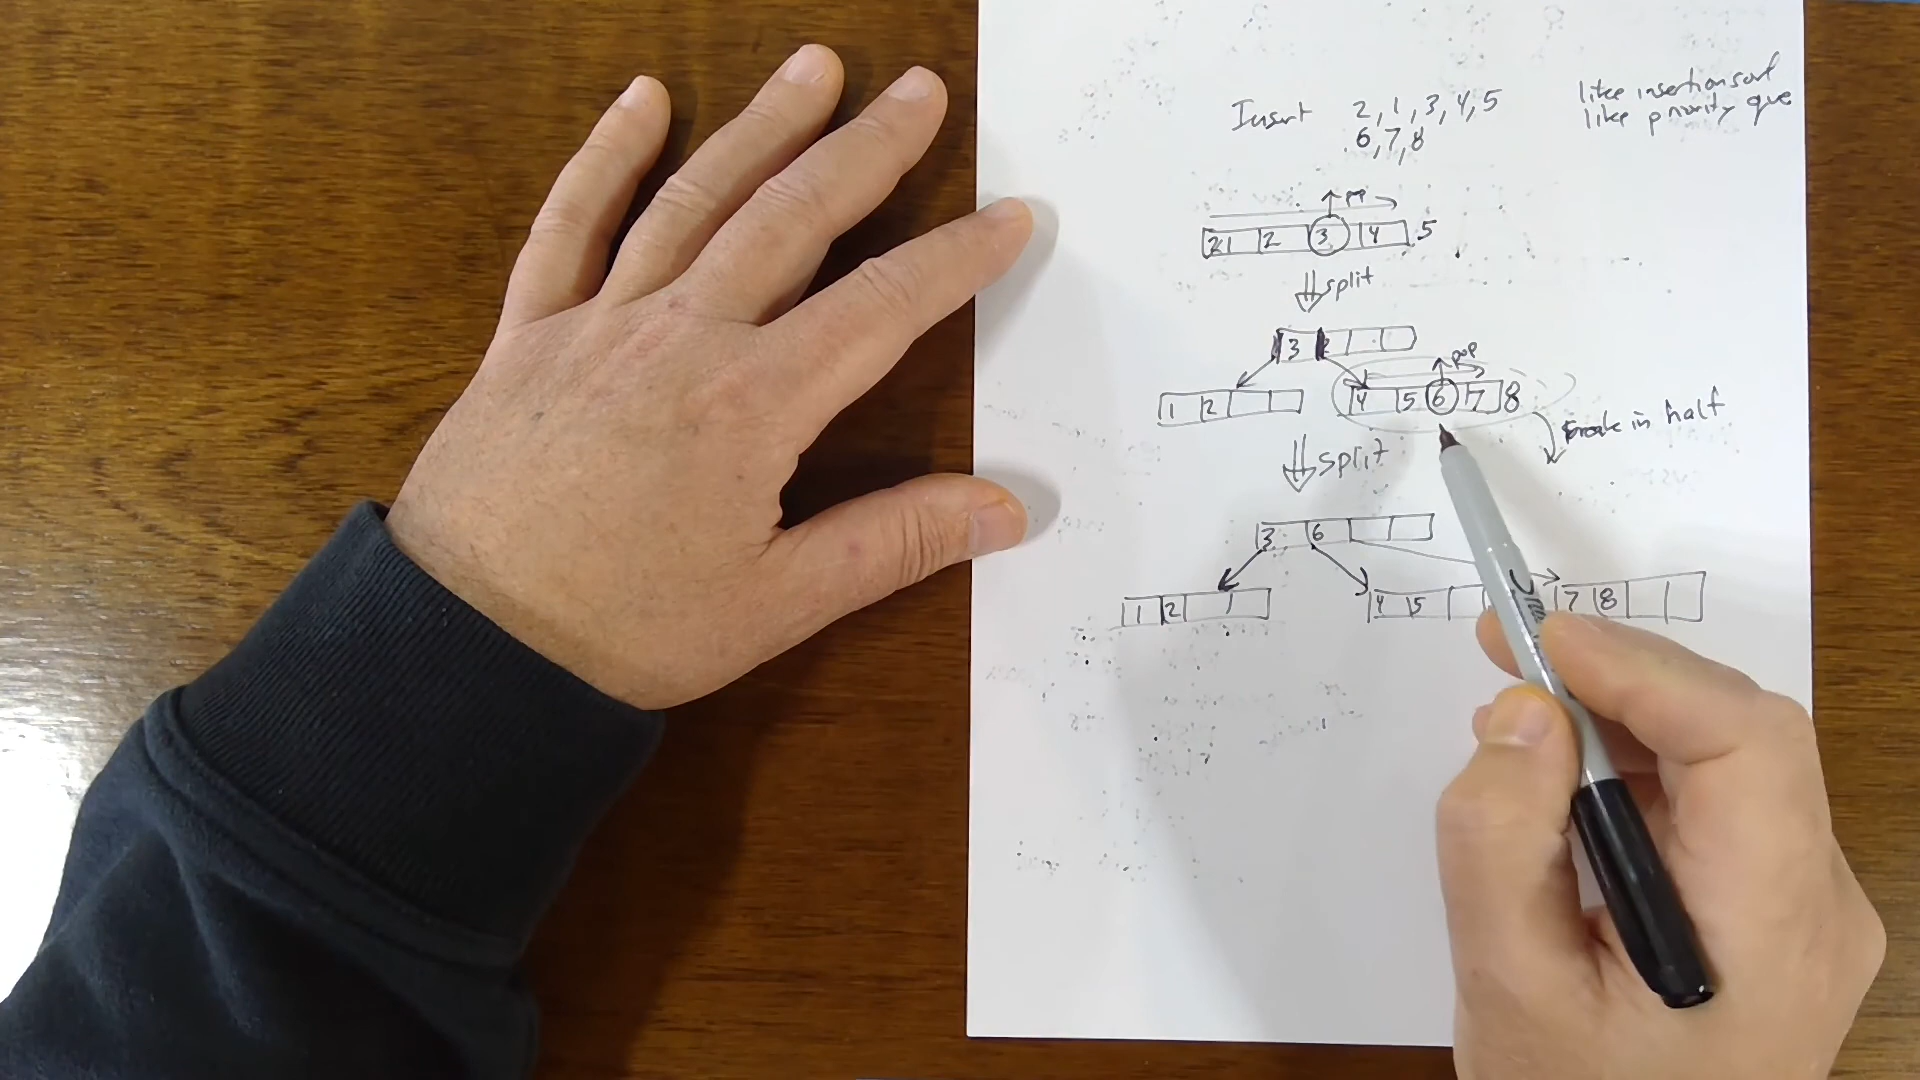 Insert 2, 1, 3, 4, 5
6, 7, 8
like insertion sort
like priority que
pop
21 2 3 4 5
split
3
pop
1 2
4 5 6 7 8
break in half
split
3 6
1 2
4 5
7 8